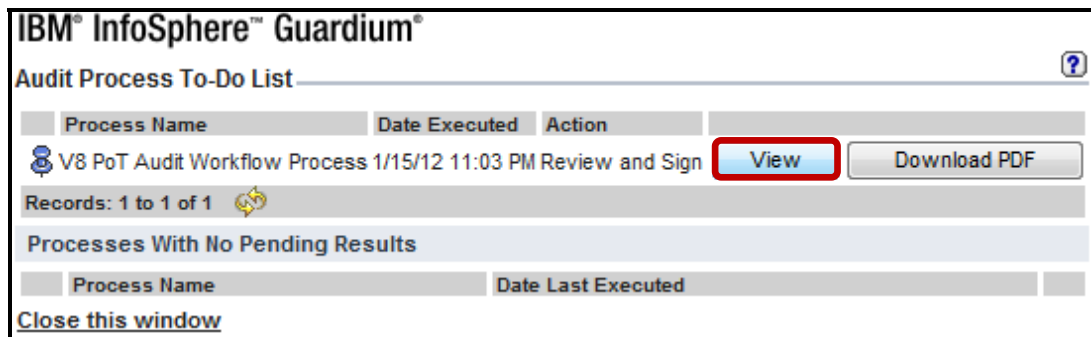 IBM® InfoSphere™ Guardium®
?
Audit Process To-Do List
Process Name Date Executed Action
V8 PoT Audit Workflow Process 1/15/12 11:03 PM Review and Sign View Download PDF
Records: 1 to 1 of 1
Processes With No Pending Results
Process Name Date Last Executed
Close this window